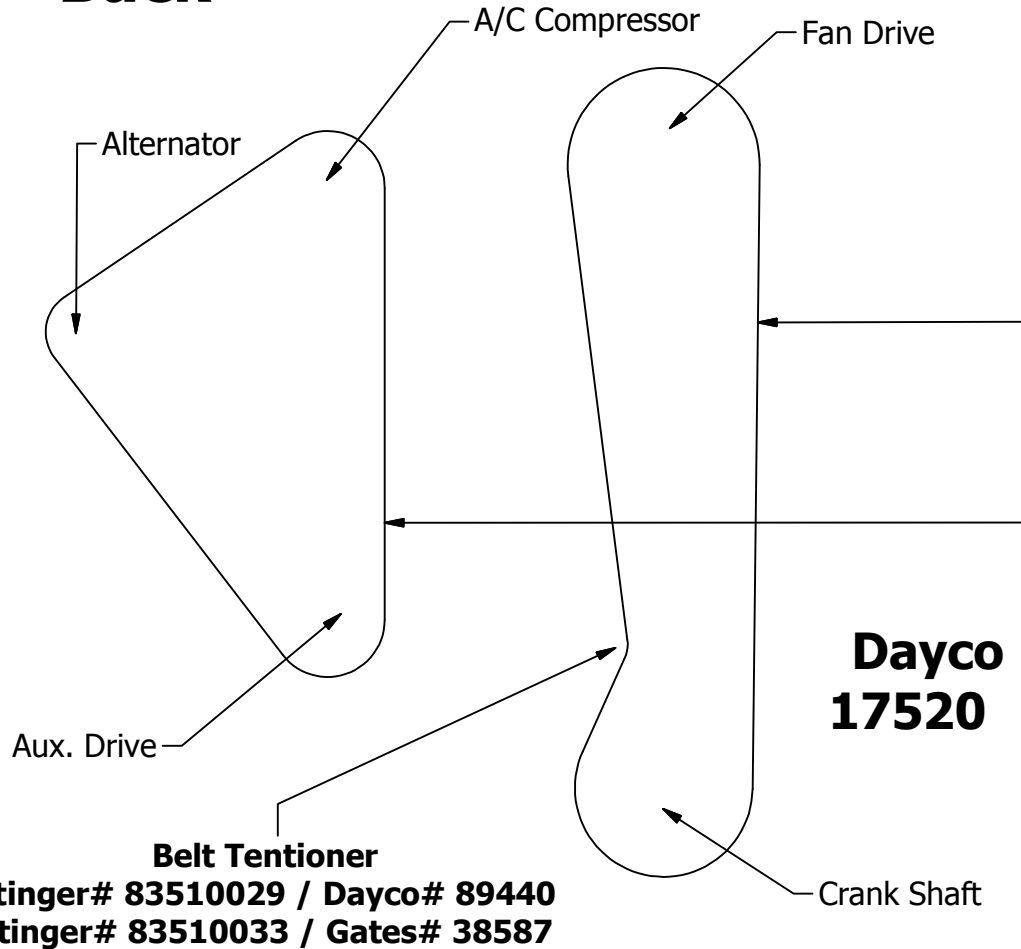 A/C Compressor
Fan Drive
Alternator
Dayco
17520
Aux. Drive
Belt Tentioner
tinger# 83510029 / Dayco# 89440
tinger# 83510033 / Gates# 38587
Crank Shaft